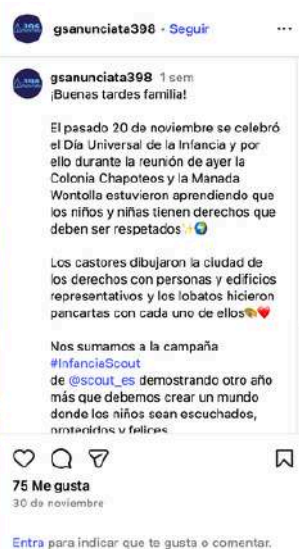 gsanunciata398 · Seguir
gsanunciata398 1 sem
¡Buenas tardes familia!
El pasado 20 de noviembre se celebró
el Día Universal de la Infancia y por
ello durante la reunión de ayer la
Colonia Chapoteos y la Manada
Wontolla estuvieron aprendiendo que
los niños y niñas tienen derechos que
deben ser respetados✨🌍
Los castores dibujaron la ciudad de
los derechos con personas y edificios
representativos y los lobatos hicieron
pancartas con cada uno de ellos🎨❤️
Nos sumamos a la campaña
#InfanciaScout
de @scout_es demostrando otro año
más que debemos crear un mundo
donde los niños sean escuchados,
protegidos y felices
75 Me gusta
30 de noviembre
Entra para indicar que te gusta o comentar.